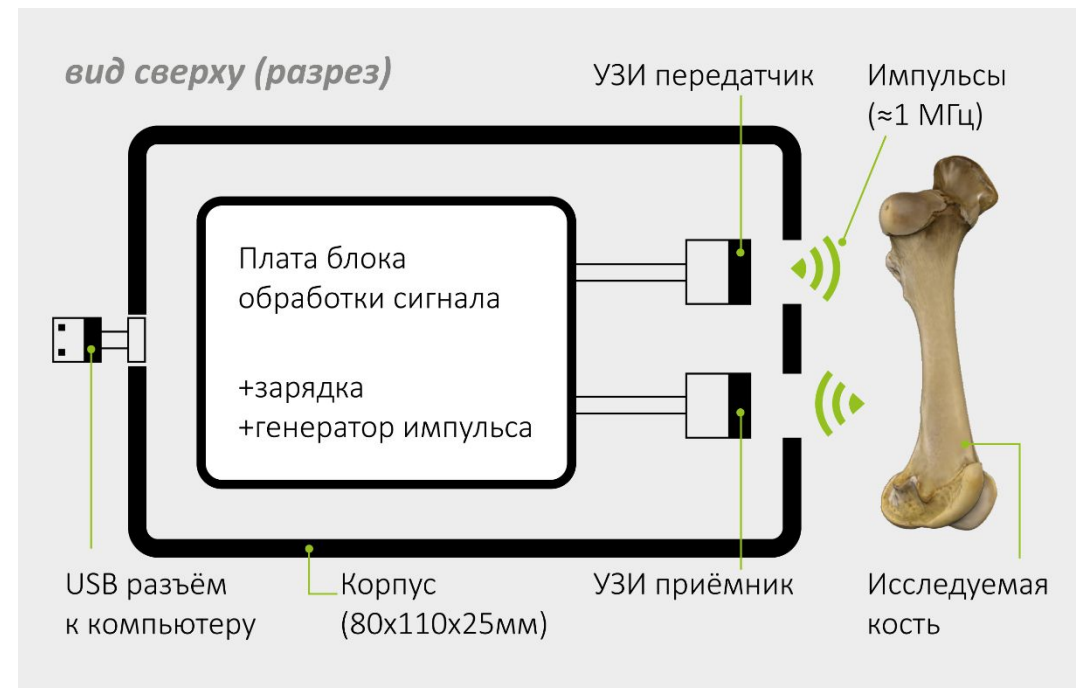 вид сверху (разрез)
УЗИ передатчик
Импульсы
(≈1 МГц)
Плата блока
обработки сигнала
+зарядка
+генератор импульса
USB разъём
к компьютеру
Корпус
(80х110х25мм)
УЗИ приёмник
Исследуемая
кость